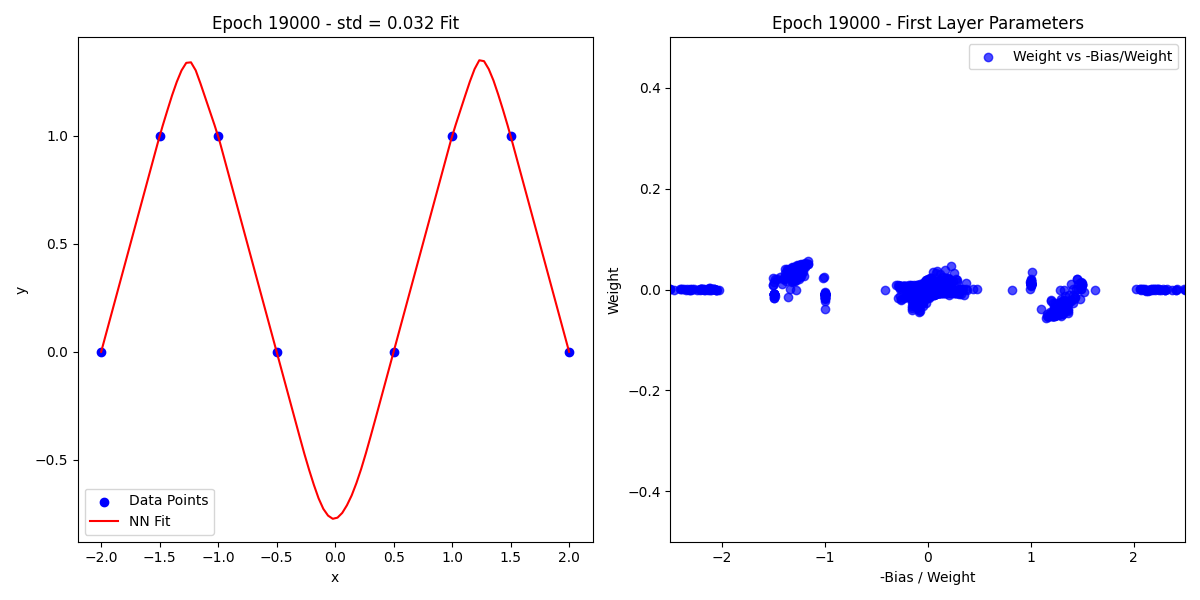 Epoch 19000 - std = 0.032 Fit
1.0
0.5
0.0
−0.5
y
Data Points
NN Fit
−2.0 −1.5 −1.0 −0.5 0.0 0.5 1.0 1.5 2.0
x
Epoch 19000 - First Layer Parameters
Weight vs -Bias/Weight
0.4
0.2
0.0
−0.2
−0.4
Weight
−2 −1 0 1 2
-Bias / Weight